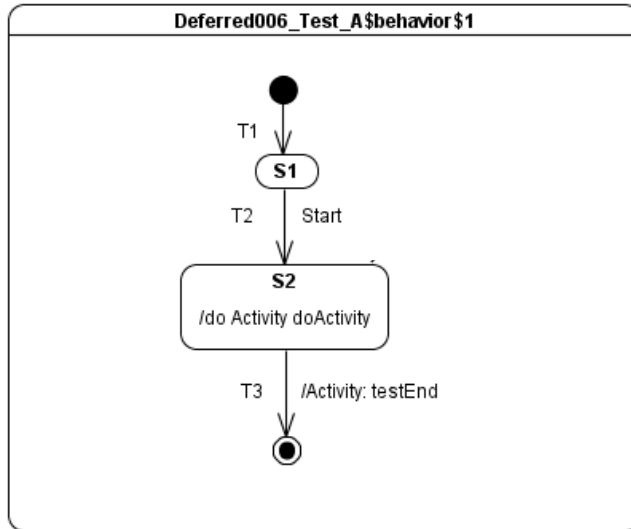 Deferred006_Test_A$behavior$1
T1
S1
T2 Start
S2
/do Activity doActivity
T3 /Activity: testEnd